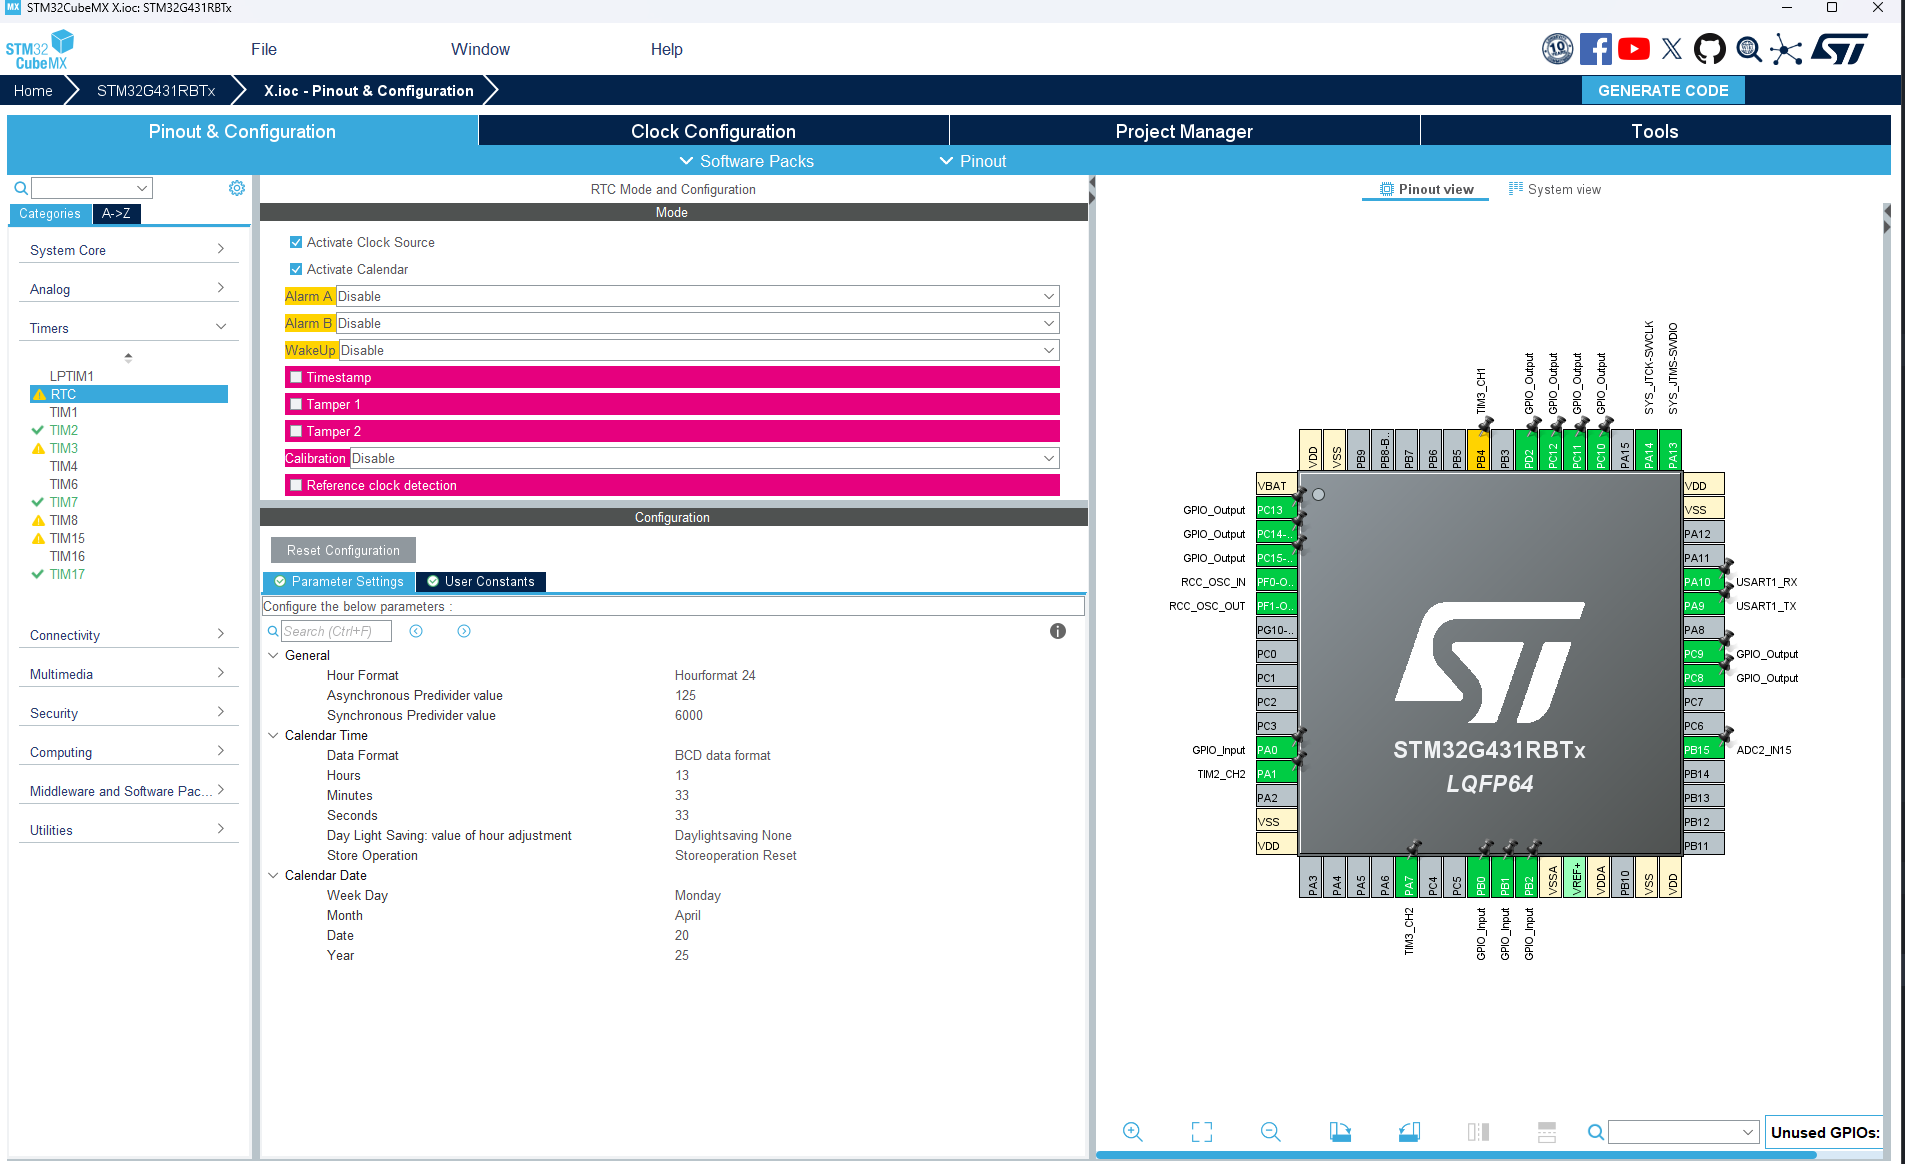 MX STM32CubeMX X.ioc: STM32G431RBTx
STM32 CubeMX
File Window Help
10
Home STM32G431RBTx X.ioc - Pinout & Configuration GENERATE CODE
Pinout & Configuration Clock Configuration Project Manager Tools
Software Packs Pinout
Categories A->Z
System Core
Analog
Timers
LPTIM1
RTC
TIM1
TIM2
TIM3
TIM4
TIM6
TIM7
TIM8
TIM15
TIM16
TIM17
Connectivity
Multimedia
Security
Computing
Middleware and Software Pac...
Utilities
RTC Mode and Configuration
Mode
Activate Clock Source
Activate Calendar
Alarm A Disable
Alarm B Disable
WakeUp Disable
Timestamp
Tamper 1
Tamper 2
Calibration Disable
Reference clock detection
Configuration
Reset Configuration
Parameter Settings User Constants
Configure the below parameters :
Search (Ctrl+F)
General
Hour Format Hourformat 24
Asynchronous Predivider value 125
Synchronous Predivider value 6000
Calendar Time
Data Format BCD data format
Hours 13
Minutes 33
Seconds 33
Day Light Saving: value of hour adjustment Daylightsaving None
Store Operation Storeoperation Reset
Calendar Date
Week Day Monday
Month April
Date 20
Year 25
Pinout view System view
TIM3_CH1
GPIO_Output
GPIO_Output
GPIO_Output
GPIO_Output
SYS_JTCK-SWCLK
SYS_JTMS-SWDIO
VDD
VSS
PB9
PB8-B..
PB7
PB6
PB5
PB4
PB3
PD2
PC12
PC11
PC10
PA15
PA14
PA13
VBAT
GPIO_Output PC13
GPIO_Output PC14-..
GPIO_Output PC15-..
RCC_OSC_IN PF0-O..
RCC_OSC_OUT PF1-O..
PG10-..
PC0
PC1
PC2
PC3
GPIO_Input PA0
TIM2_CH2 PA1
PA2
VSS
VDD
ST
STM32G431RBTx
LQFP64
VDD
VSS
PA12
PA11
PA10 USART1_RX
PA9 USART1_TX
PA8
PC9 GPIO_Output
PC8 GPIO_Output
PC7
PC6
PB15 ADC2_IN15
PB14
PB13
PB12
PB11
PA3
PA4
PA5
PA6
PA7
PC4
PC5
PB0
PB1
PB2
VSSA
VREF+
VDDA
PB10
VSS
VDD
TIM3_CH2
GPIO_Input
GPIO_Input
GPIO_Input
Unused GPIOs: